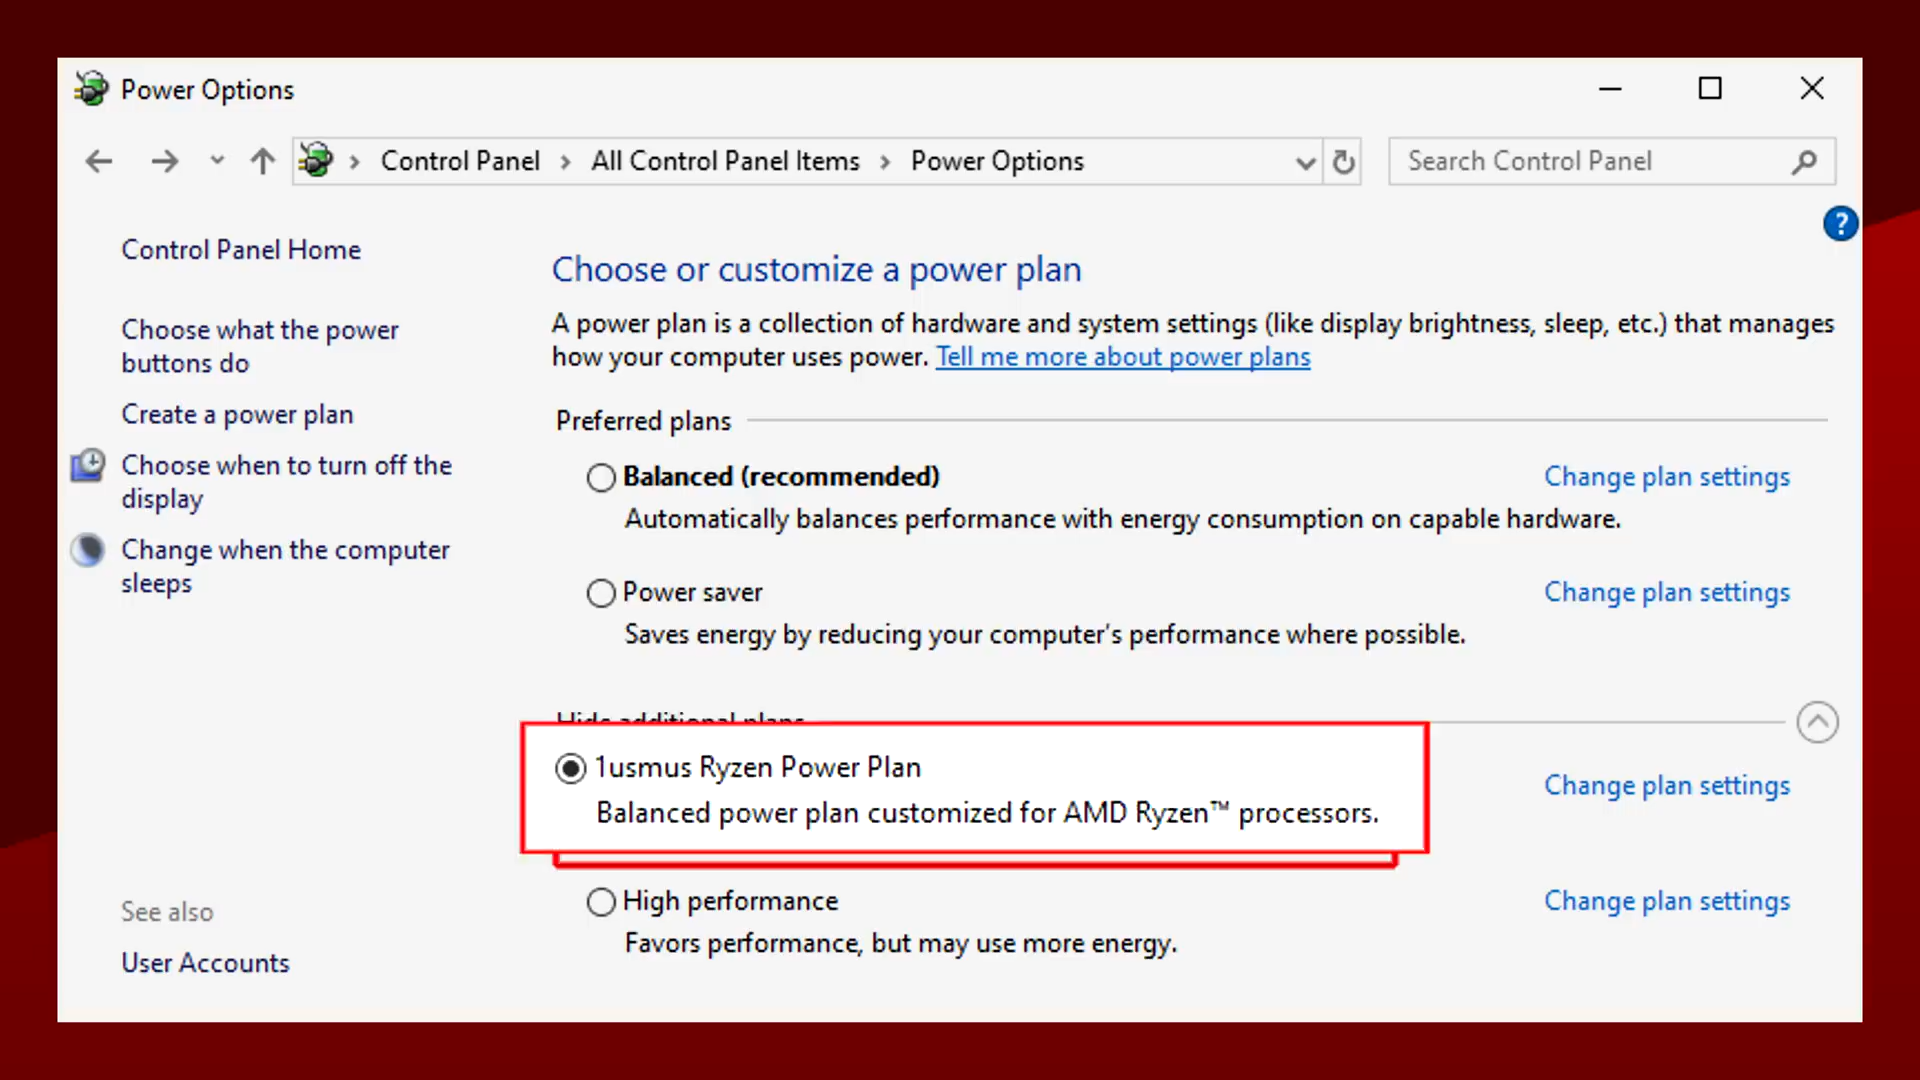 Power Options
Control Panel > All Control Panel Items > Power Options
Search Control Panel
?
Control Panel Home
Choose what the power
buttons do
Create a power plan
Choose when to turn off the
display
Change when the computer
sleeps
See also
User Accounts
Choose or customize a power plan
A power plan is a collection of hardware and system settings (like display brightness, sleep, etc.) that manages
how your computer uses power. Tell me more about power plans
Preferred plans
Balanced (recommended) Change plan settings
Automatically balances performance with energy consumption on capable hardware.
Power saver Change plan settings
Saves energy by reducing your computer's performance where possible.
Hide additional plans
1usmus Ryzen Power Plan Change plan settings
Balanced power plan customized for AMD Ryzen™ processors.
High performance Change plan settings
Favors performance, but may use more energy.